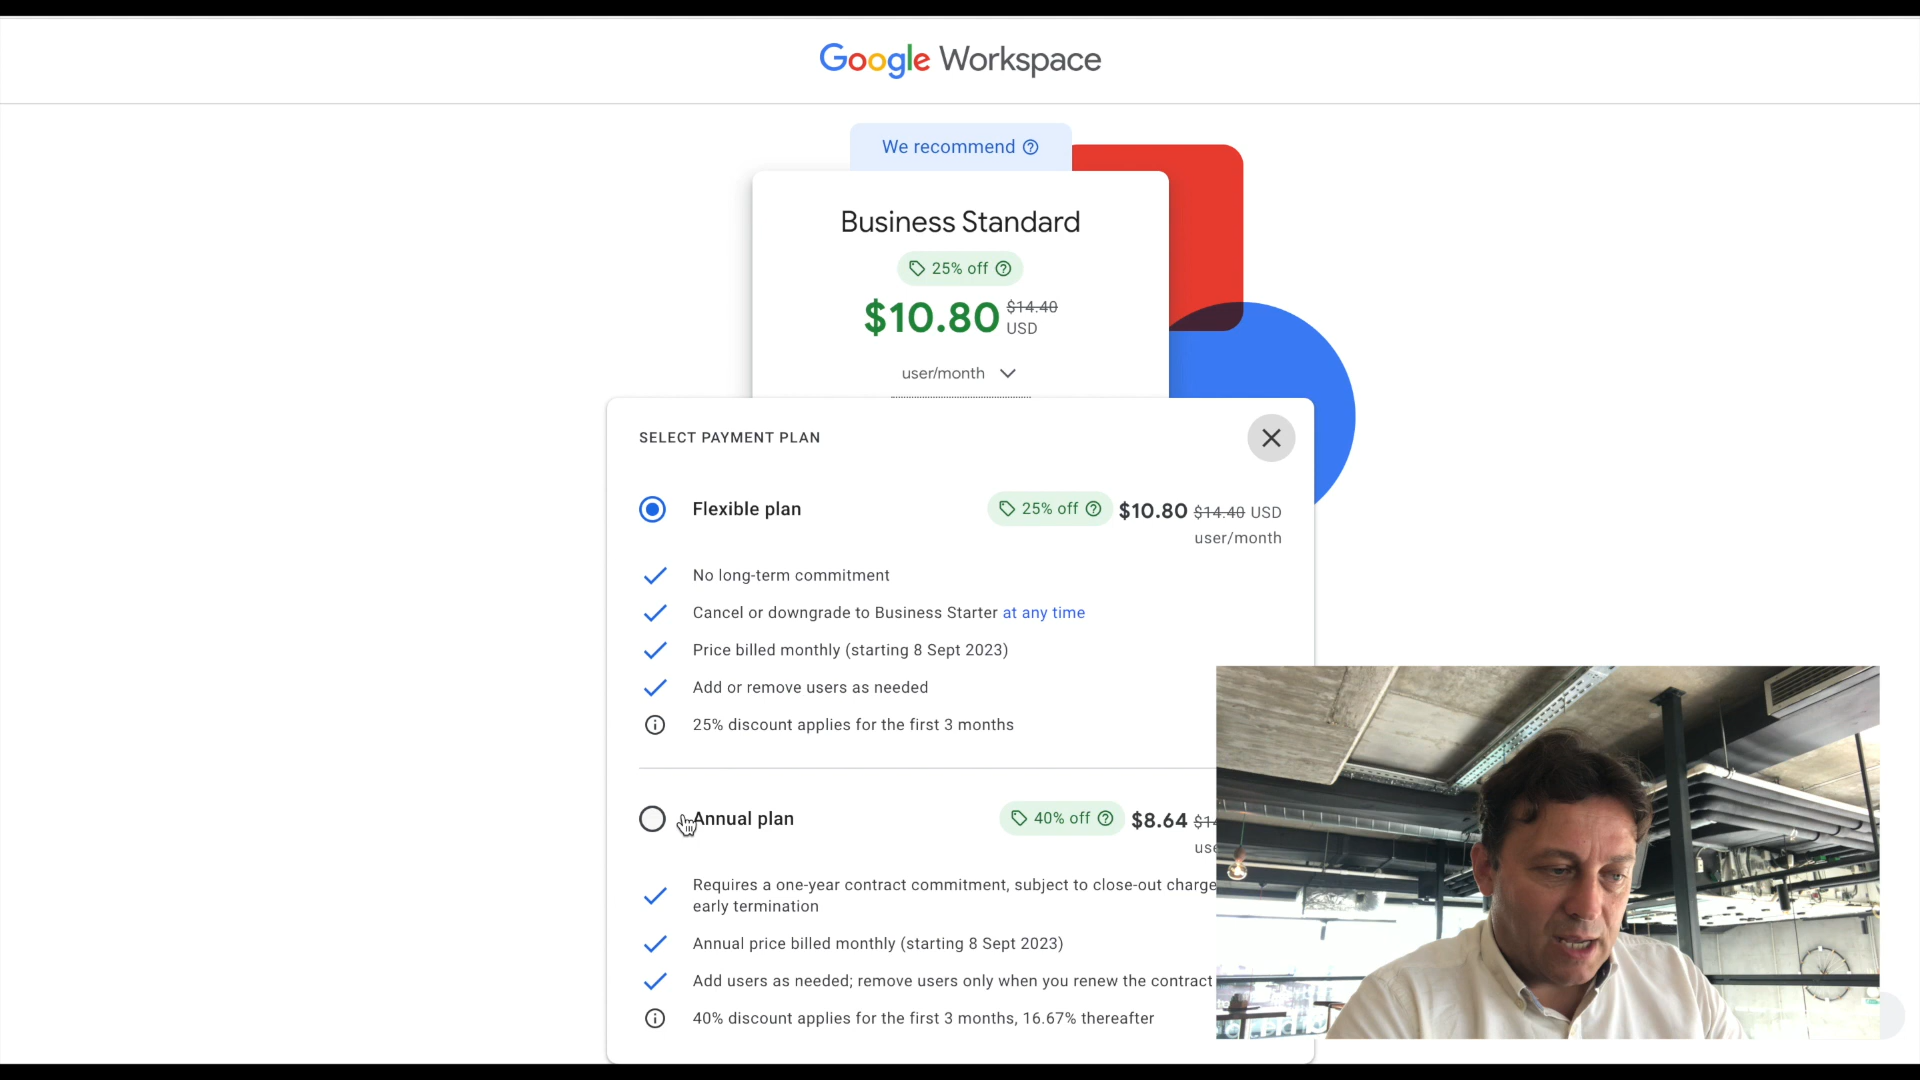 Google Workspace
We recommend
Business Standard
25% off
$10.80 $14.40
USD
user/month
SELECT PAYMENT PLAN
Flexible plan 25% off $10.80 $14.40 USD
user/month
No long-term commitment
Cancel or downgrade to Business Starter at any time
Price billed monthly (starting 8 Sept 2023)
Add or remove users as needed
25% discount applies for the first 3 months
Annual plan 40% off $8.64
Requires a one-year contract commitment, subject to close-out charge
early termination
Annual price billed monthly (starting 8 Sept 2023)
Add users as needed; remove users only when you renew the contract
40% discount applies for the first 3 months, 16.67% thereafter